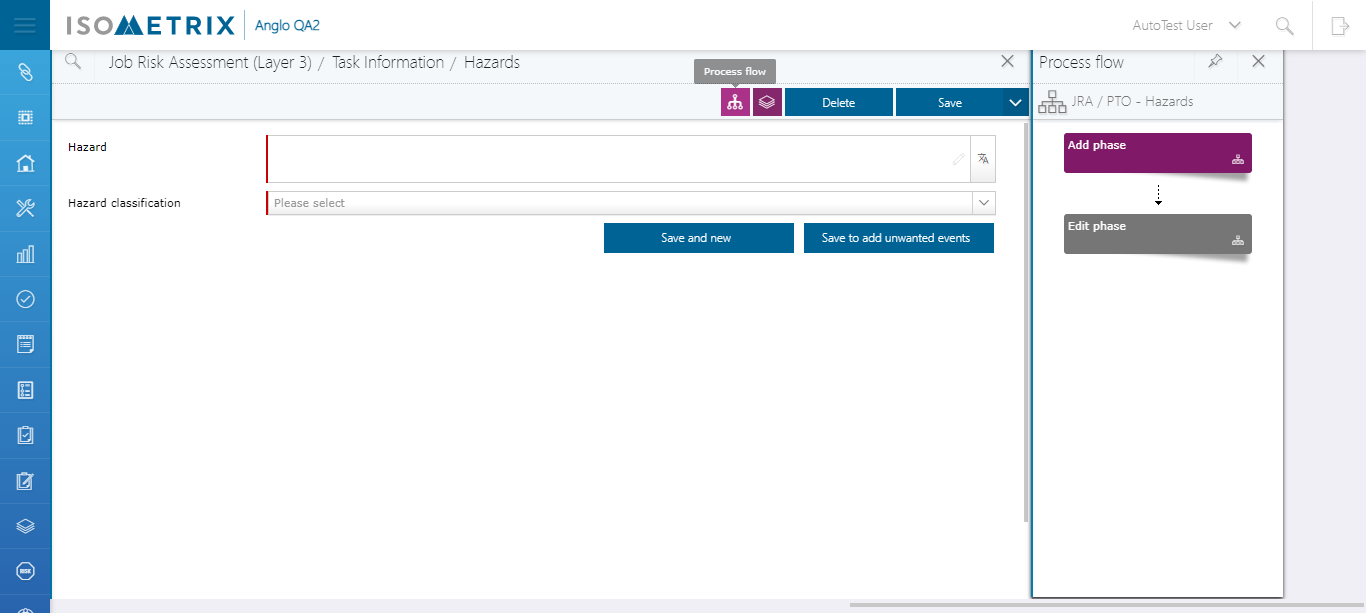 ISOMETRIX Anglo QA2
AutoTest User
Job Risk Assessment (Layer 3) / Task Information / Hazards
Process flow
Delete
Save
Hazard
Hazard classification
Please select
Save and new
Save to add unwanted events
Process flow
JRA / PTO - Hazards
Add phase
Edit phase
RISK